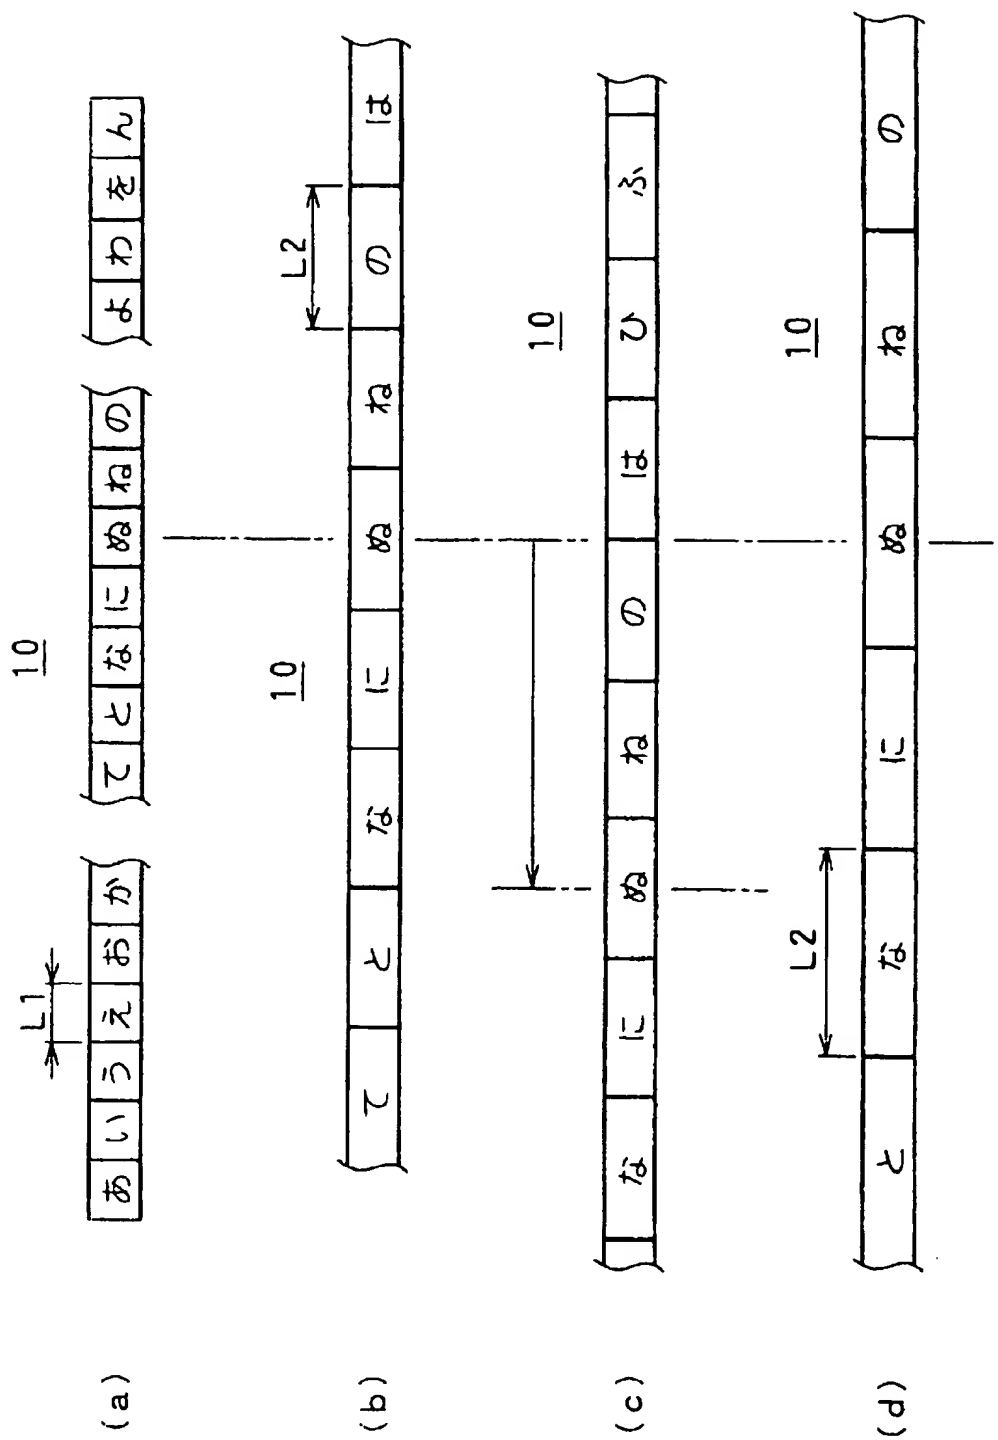 10
L1
(a) あ い う え お か て と な に ぬ ね の よ わ を ん
10 L2
(b) て と な に ぬ ね の は
10
(c) な に ぬ ね の は ひ ふ
L2 10
(d) と な に ぬ ね の